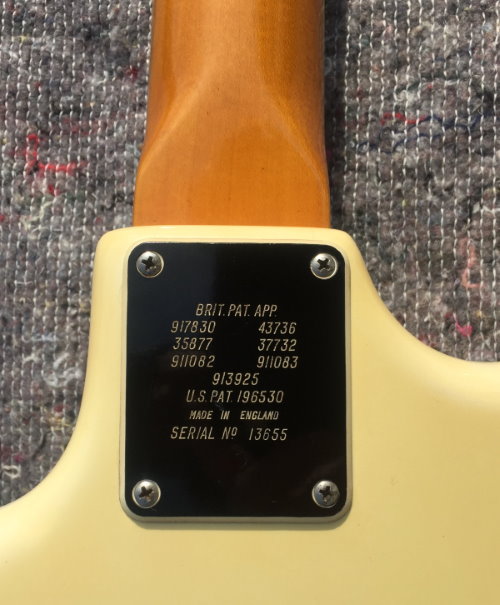 BRIT. PAT. APP.
917830 43736
35877 37732
911082 911083
913925
U.S. PAT. 196530
MADE IN ENGLAND
SERIAL Nº 13655